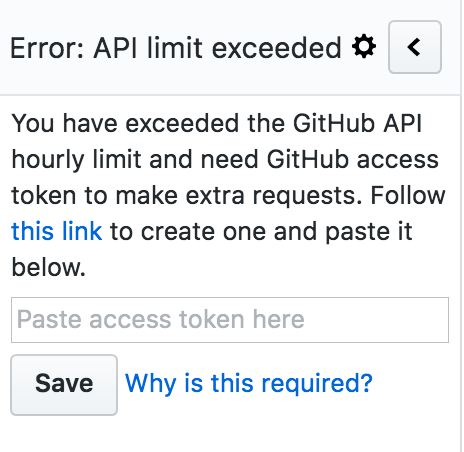 Error: API limit exceeded
You have exceeded the GitHub API
hourly limit and need GitHub access
token to make extra requests. Follow
this link to create one and paste it
below.
Paste access token here
Save Why is this required?